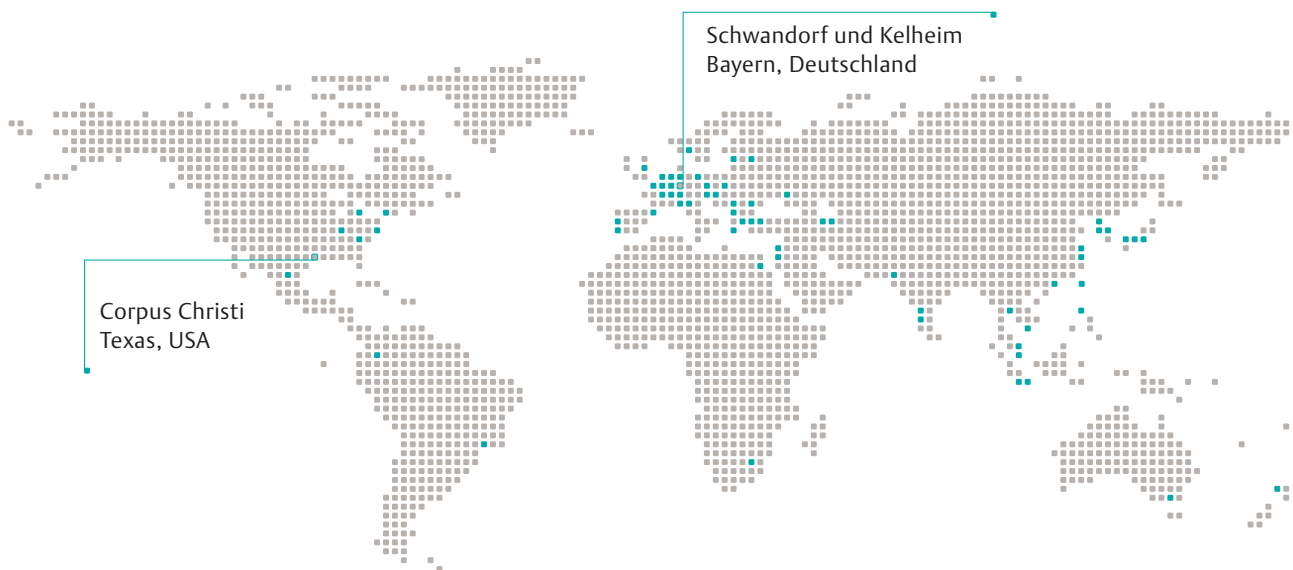 Schwandorf und Kelheim
Bayern, Deutschland
Corpus Christi
Texas, USA